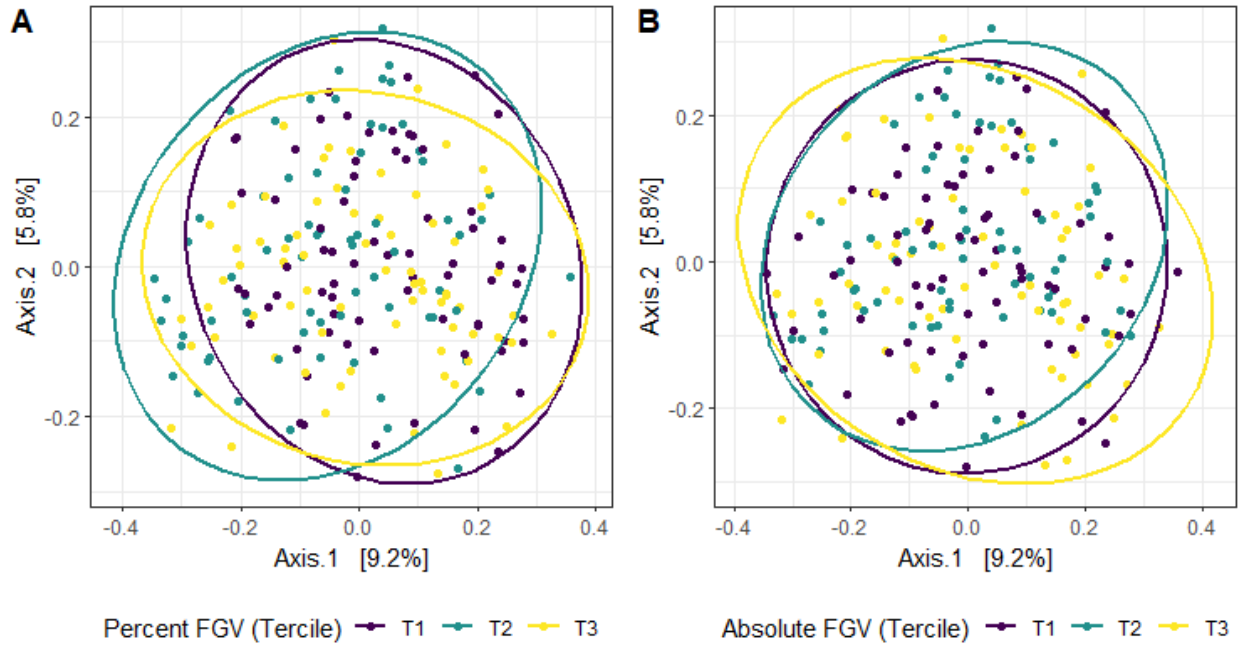 A
B
0.2
0.0
-0.2
Axis.2 [5.8%]
-0.4
-0.2
0.0
0.2
0.4
Axis.1 [9.2%]
Percent FGV (Tercile) T1 T2 T3
0.2
0.0
-0.2
Axis.2 [5.8%]
-0.4
-0.2
0.0
0.2
0.4
Axis.1 [9.2%]
Absolute FGV (Tercile) T1 T2 T3